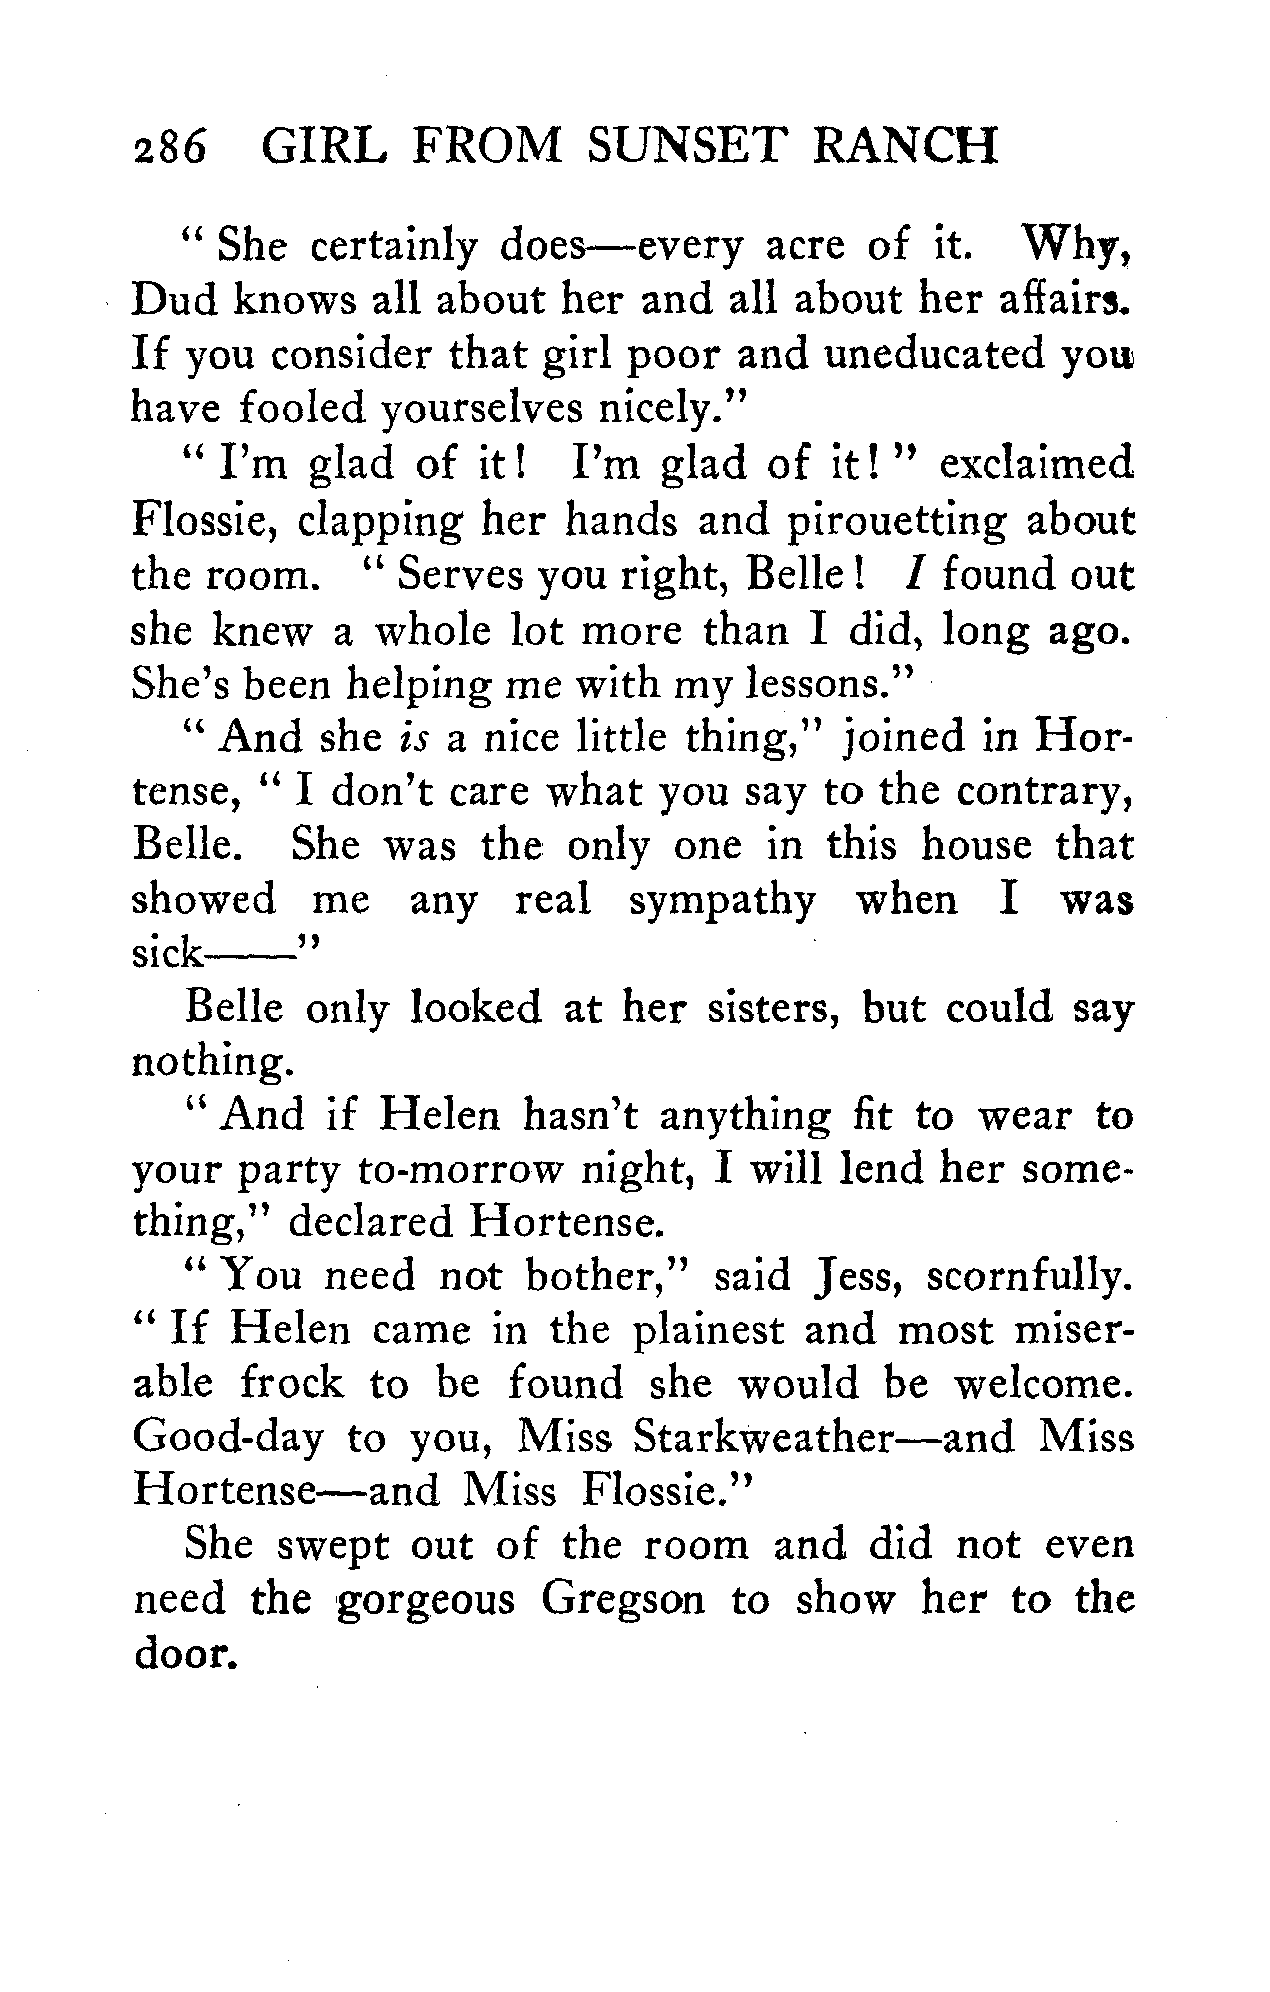 286 GIRL FROM SUNSET RANCH
" She certainly does—every acre of it. Why,
Dud knows all about her and all about her affairs.
If you consider that girl poor and uneducated you
have fooled yourselves nicely."
" I'm glad of it! I'm glad of it! " exclaimed
Flossie, clapping her hands and pirouetting about
the room. " Serves you right, Belle! I found out
she knew a whole lot more than I did, long ago.
She's been helping me with my lessons."
" And she is a nice little thing," joined in Hor-
tense, " I don't care what you say to the contrary,
Belle. She was the only one in this house that
showed me any real sympathy when I was
sick——"
Belle only looked at her sisters, but could say
nothing.
" And if Helen hasn't anything fit to wear to
your party to-morrow night, I will lend her some-
thing," declared Hortense.
" You need not bother," said Jess, scornfully.
" If Helen came in the plainest and most miser-
able frock to be found she would be welcome.
Good-day to you, Miss Starkweather—and Miss
Hortense—and Miss Flossie."
She swept out of the room and did not even
need the gorgeous Gregson to show her to the
door.